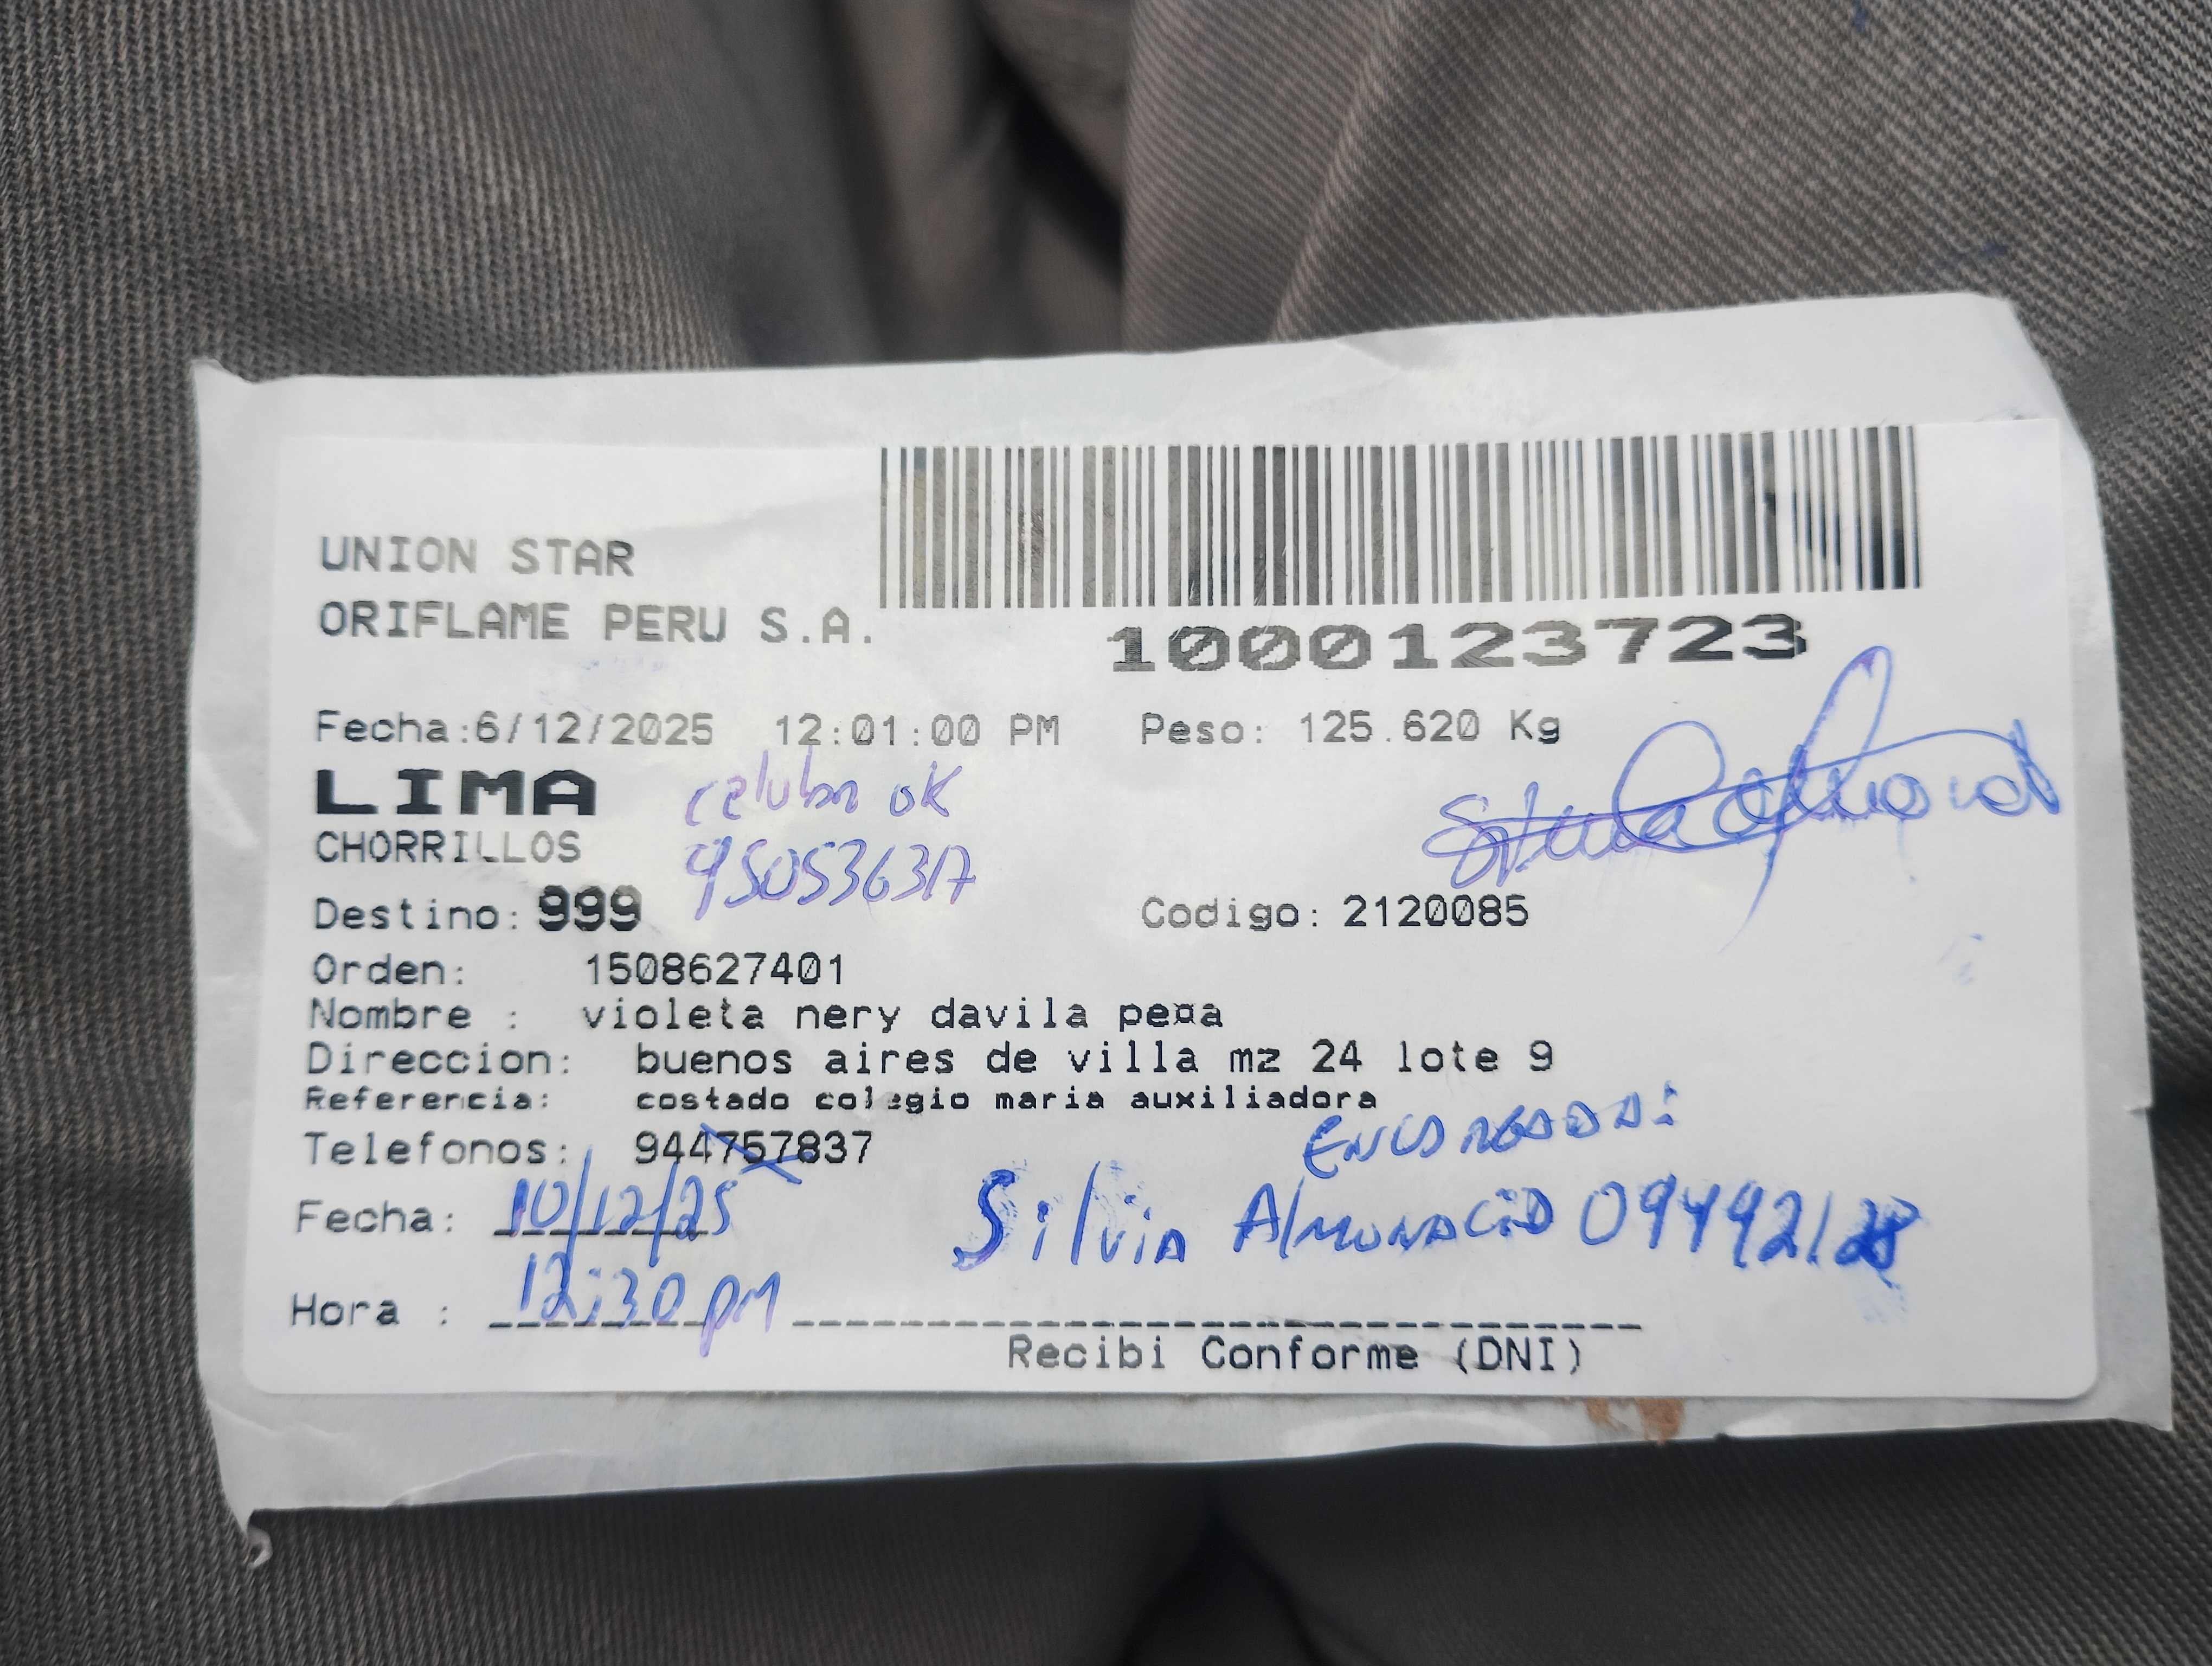 UNION STAR
ORIFLAME PERU S.A.
1000123723
Fecha:6/12/2025 12:01:00 PM Peso: 125.620 Kg
LIMA celular ok
CHORRILLOS 950536317
Destino: 999 Codigo: 2120085
Orden: 1508627401
Nombre : violeta nery davila pe¤a
Direccion: buenos aires de villa mz 24 lote 9
Referencia: costado colegio maria auxiliadora
Telefonos: 944757837 ENCARGADA:
Fecha: 10/12/25 Silvia AlMONACiD 09492128
Hora : 12:30 pM
Recibi Conforme (DNI)